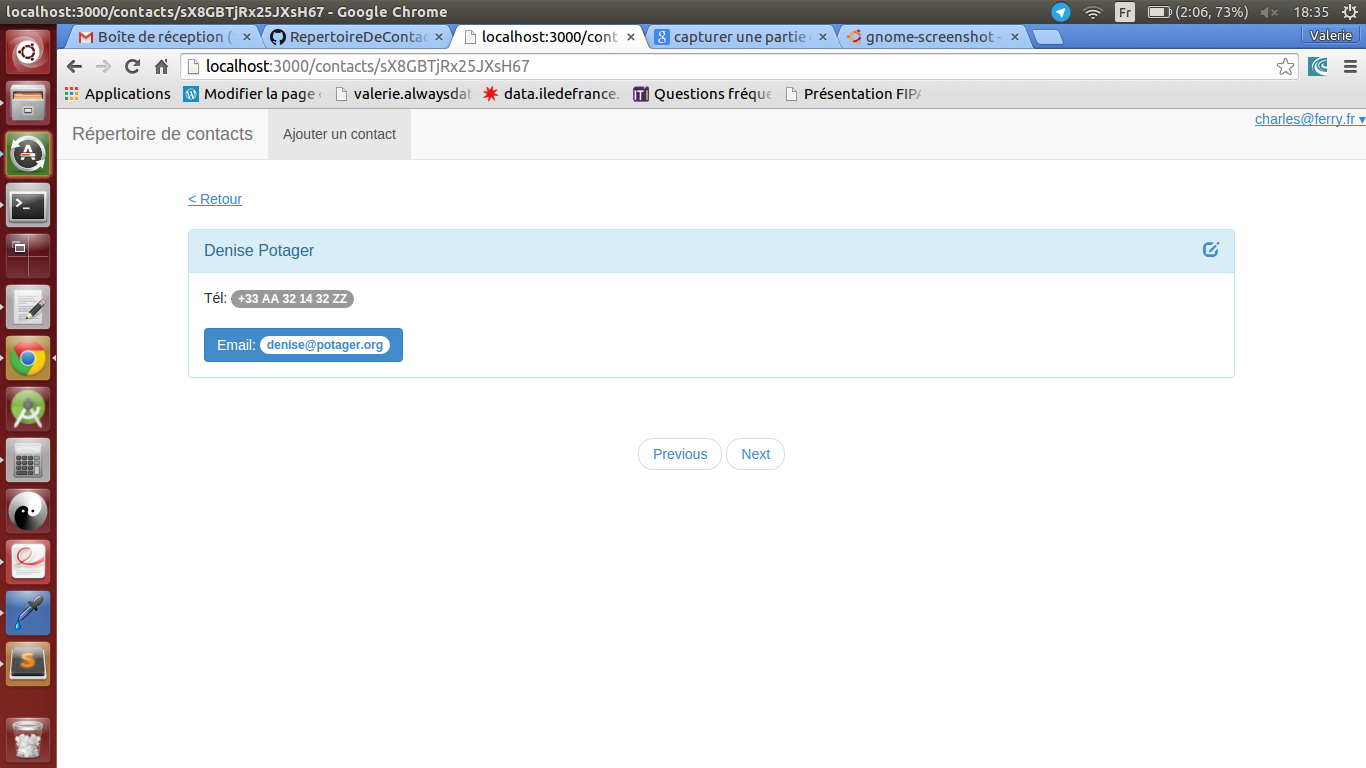 localhost:3000/contacts/sX8GBTjRx25JXsH67 - Google Chrome
Fr (2:06, 73%) 18:35
Boîte de réception (
RepertoireDeConta
localhost:3000/cont
capturer une partie
gnome-screenshot -
Valerie
localhost:3000/contacts/sX8GBTjRx25JXsH67
Applications
Modifier la page
valerie.alwaysdat
data.iledefrance.
Questions fréque
Présentation FIPA
Répertoire de contacts
Ajouter un contact
charles@ferry.fr ▾
< Retour
Denise Potager
Tél: +33 AA 32 14 32 ZZ
Email: denise@potager.org
Previous
Next